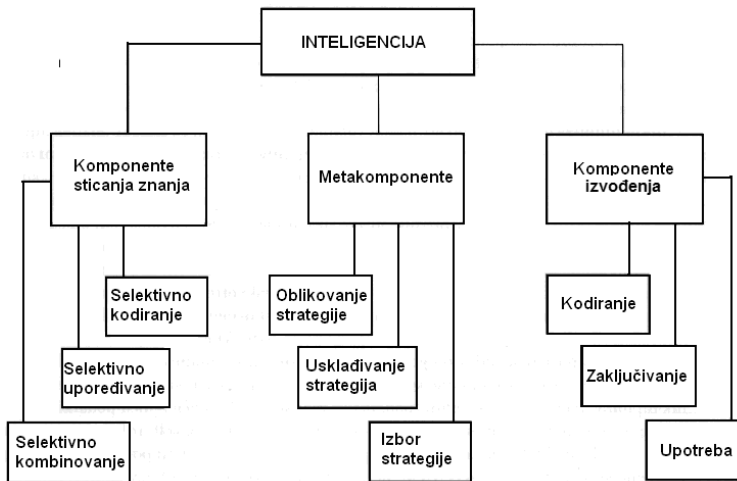 INTELIGENCIJA
Komponente
sticanja znanja
Metakomponente
Komponente
izvođenja
Selektivno
kodiranje
Oblikovanje
strategije
Kodiranje
Selektivno
upoređivanje
Usklađivanje
strategija
Zaključivanje
Selektivno
kombinovanje
Izbor
strategije
Upotreba